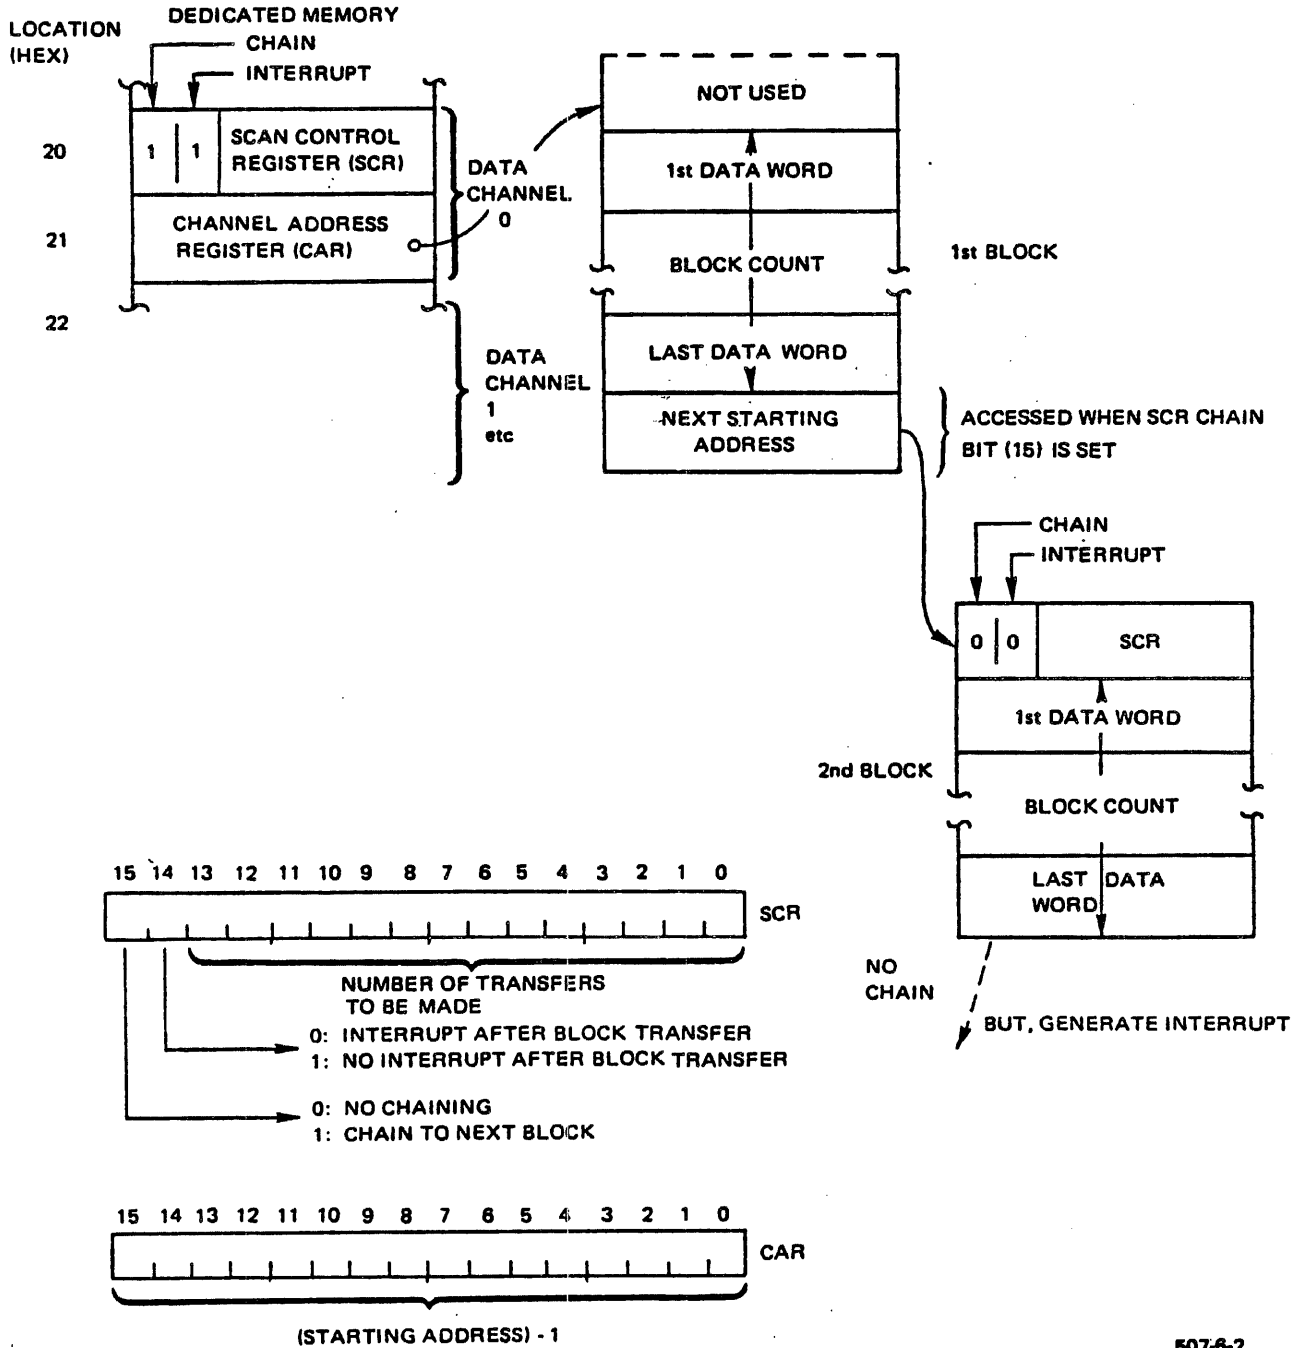 LOCATION
(HEX)
DEDICATED MEMORY
CHAIN
INTERRUPT
20
1 1
SCAN CONTROL
REGISTER (SCR)
21
CHANNEL ADDRESS
REGISTER (CAR)
22
DATA
CHANNEL
0
DATA
CHANNEL
1
etc
NOT USED
1st DATA WORD
BLOCK COUNT
LAST DATA WORD
NEXT STARTING
ADDRESS
1st BLOCK
ACCESSED WHEN SCR CHAIN
BIT (15) IS SET
CHAIN
INTERRUPT
0 0
SCR
1st DATA WORD
2nd BLOCK
BLOCK COUNT
LAST DATA
WORD
NO
CHAIN
BUT, GENERATE INTERRUPT
15 14 13 12 11 10 9 8 7 6 5 4 3 2 1 0
SCR
NUMBER OF TRANSFERS
TO BE MADE
0: INTERRUPT AFTER BLOCK TRANSFER
1: NO INTERRUPT AFTER BLOCK TRANSFER
0: NO CHAINING
1: CHAIN TO NEXT BLOCK
15 14 13 12 11 10 9 8 7 6 5 4 3 2 1 0
CAR
(STARTING ADDRESS) - 1
507-6-2